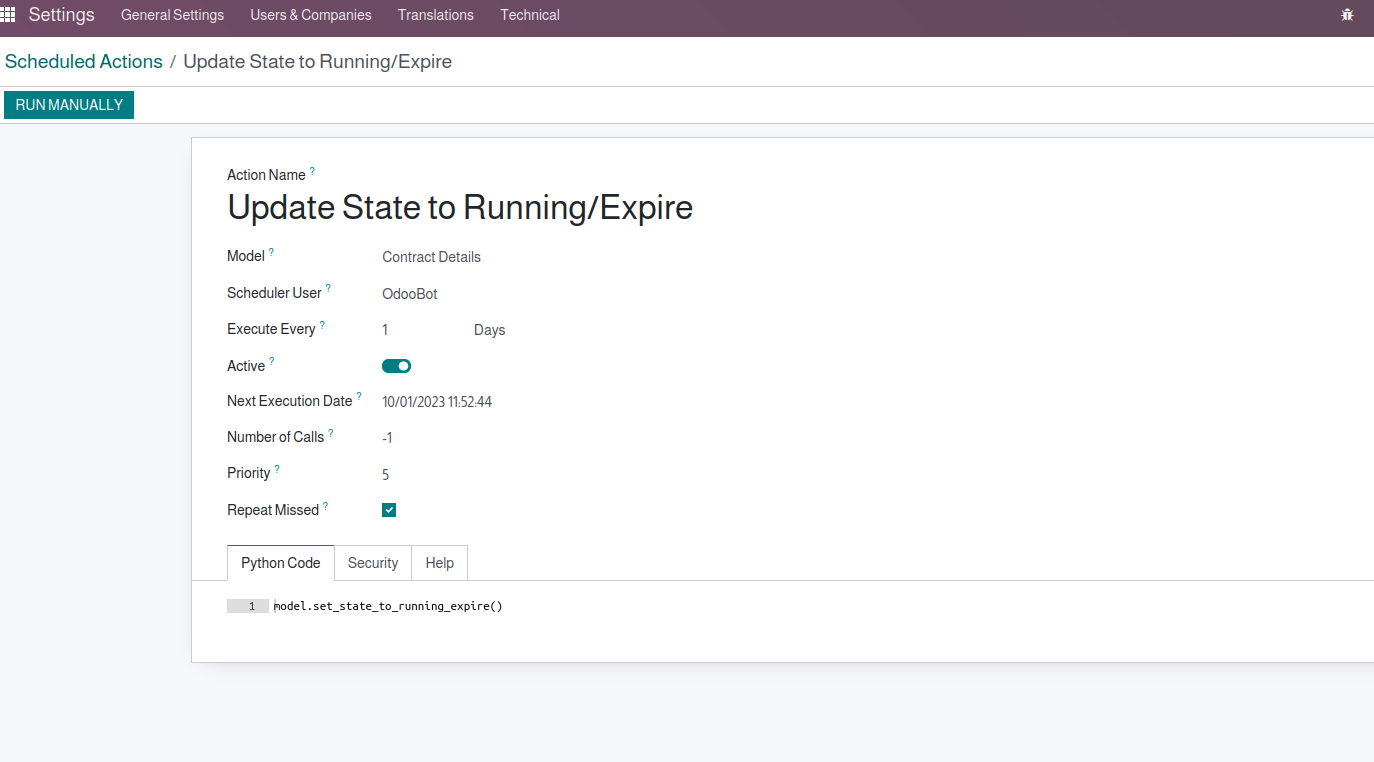 Settings General Settings Users & Companies Translations Technical
Scheduled Actions / Update State to Running/Expire
RUN MANUALLY
Action Name ?
Update State to Running/Expire
Model ? Contract Details
Scheduler User ? OdooBot
Execute Every ? 1 Days
Active ?
Next Execution Date ? 10/01/2023 11:52:44
Number of Calls ? -1
Priority ? 5
Repeat Missed ?
Python Code Security Help
1 model.set_state_to_running_expire()